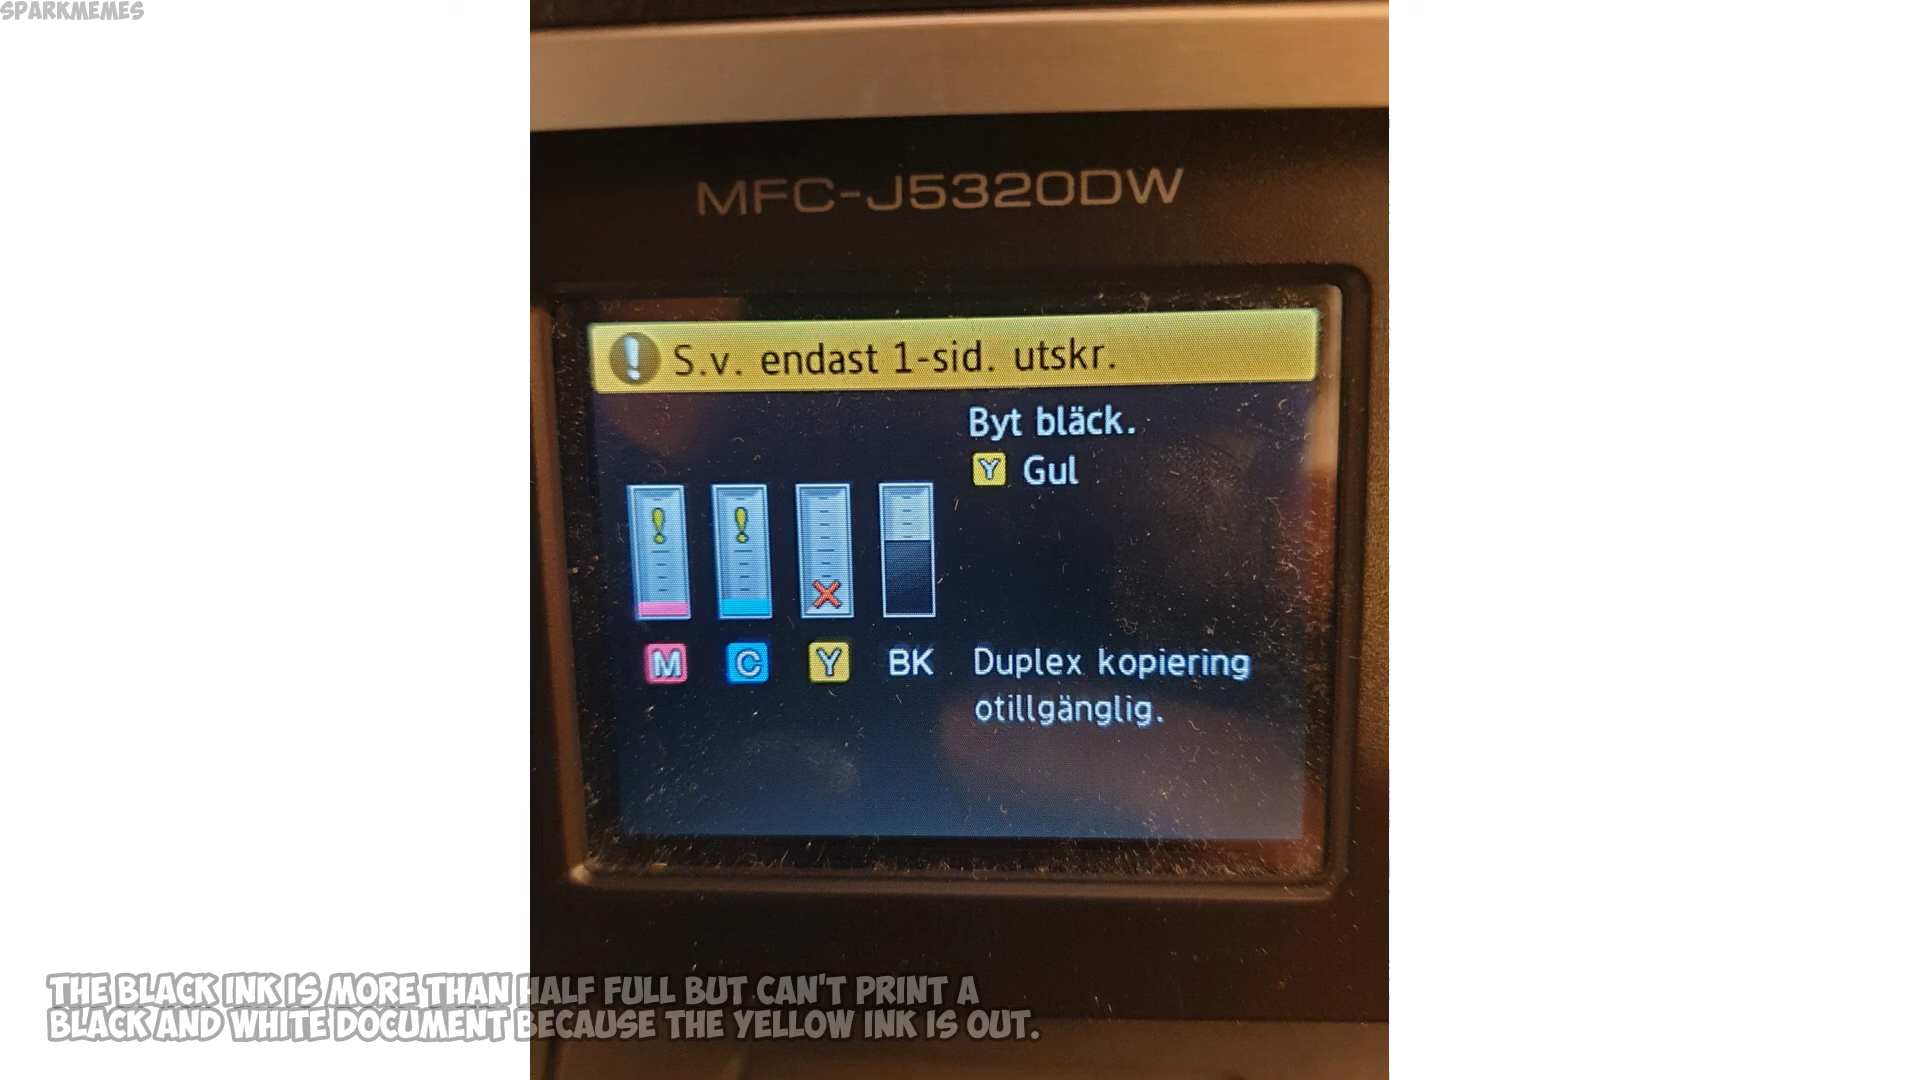 SPARKMEMES
MFC-J5320DW
S.v. endast 1-sid. utskr.
Byt bläck.
Y Gul
M C Y BK
Duplex kopiering
otillgänglig.
THE BLACK INK IS MORE THAN HALF FULL BUT CAN'T PRINT A
BLACK AND WHITE DOCUMENT BECAUSE THE YELLOW INK IS OUT.